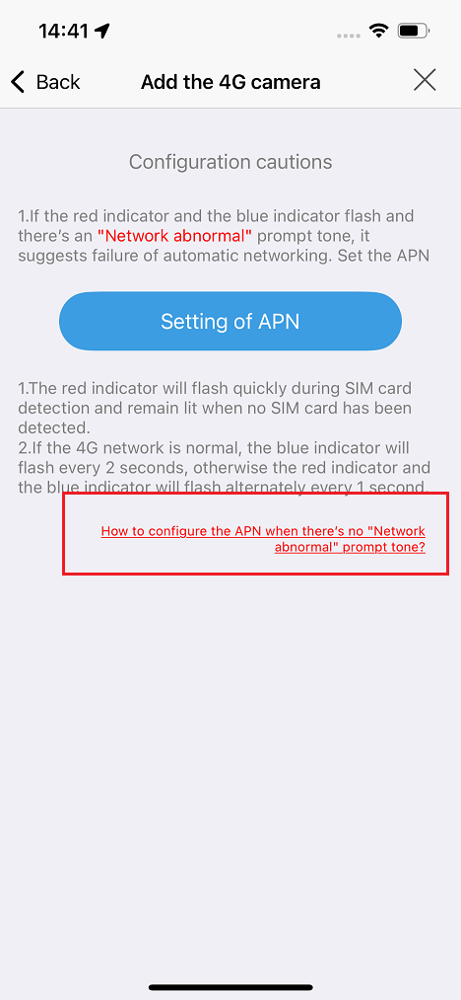 14:41
Back
Add the 4G camera
Configuration cautions
1.If the red indicator and the blue indicator flash and
there's an "Network abnormal" prompt tone, it
suggests failure of automatic networking. Set the APN
Setting of APN
1.The red indicator will flash quickly during SIM card
detection and remain lit when no SIM card has been
detected.
2.If the 4G network is normal, the blue indicator will
flash every 2 seconds, otherwise the red indicator and
the blue indicator will flash alternately every 1 second.
How to configure the APN when there's no "Network
abnormal" prompt tone?